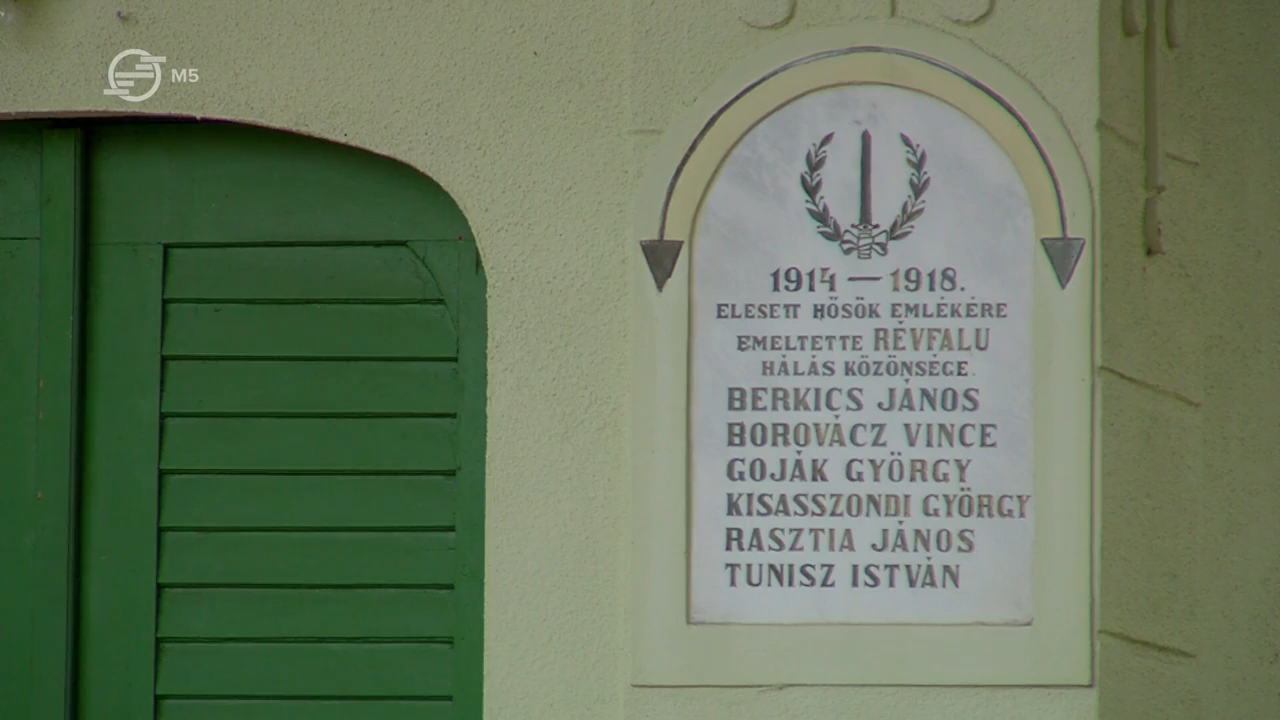 M5
1914 — 1918.
ELESETT HŐSÖK EMLÉKÉRE
EMELTETTE RÉVFALU
HÁLÁS KÖZÖNSÉGE.
BERKICS JÁNOS
BOROVÁCZ VINCE
GOJÁK GYÖRGY
KISASSZONDI GYÖRGY
RASZTIA JÁNOS
TUNISZ ISTVÁN